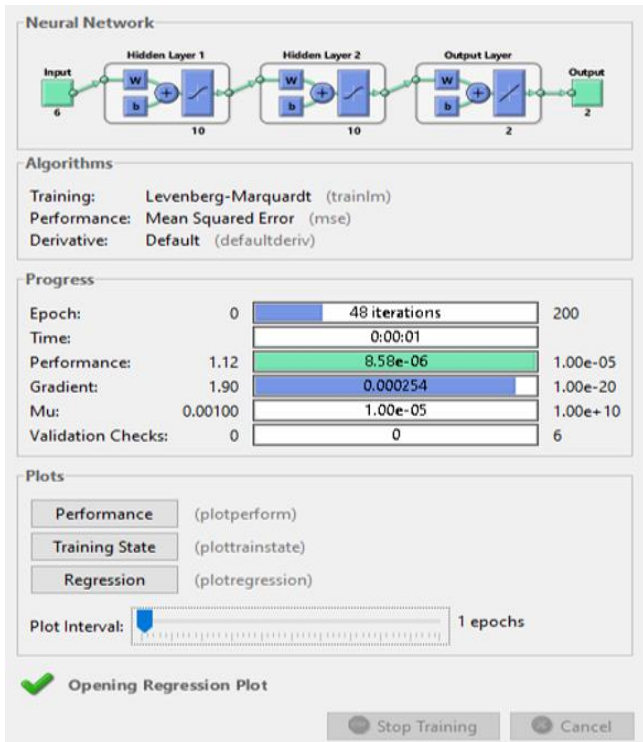 Neural Network
Hidden Layer 1 Hidden Layer 2 Output Layer
Input Output
W W W
b b b
6 10 10 2 2
Algorithms
Training: Levenberg-Marquardt (trainlm)
Performance: Mean Squared Error (mse)
Derivative: Default (defaultderiv)
Progress
Epoch: 0 48 iterations 200
Time: 0:00:01
Performance: 1.12 8.58e-06 1.00e-05
Gradient: 1.90 0.000254 1.00e-20
Mu: 0.00100 1.00e-05 1.00e+10
Validation Checks: 0 0 6
Plots
Performance (plotperform)
Training State (plottrainstate)
Regression (plotregression)
Plot Interval: 1 epochs
Opening Regression Plot
Stop Training Cancel